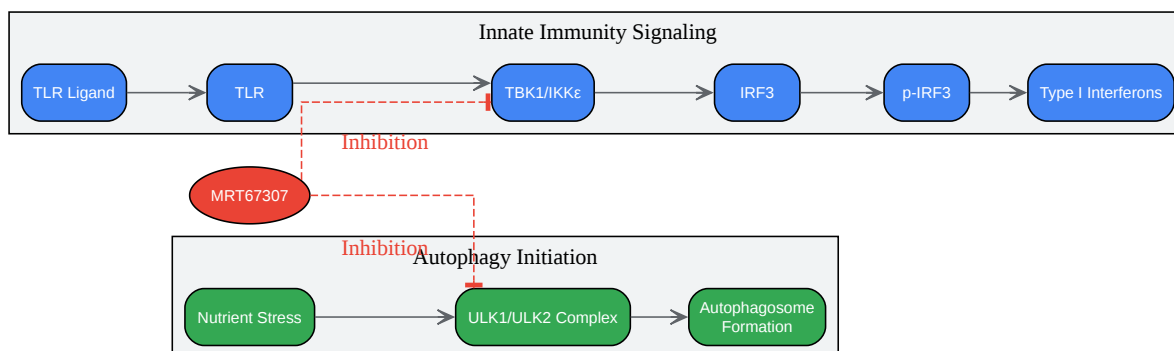 Innate Immunity Signaling
TLR Ligand
TLR
TBK1/IKKε
IRF3
p-IRF3
Type I Interferons
Inhibition
MRT67307
Inhibition
Autophagy Initiation
Nutrient Stress
ULK1/ULK2 Complex
Autophagosome
Formation